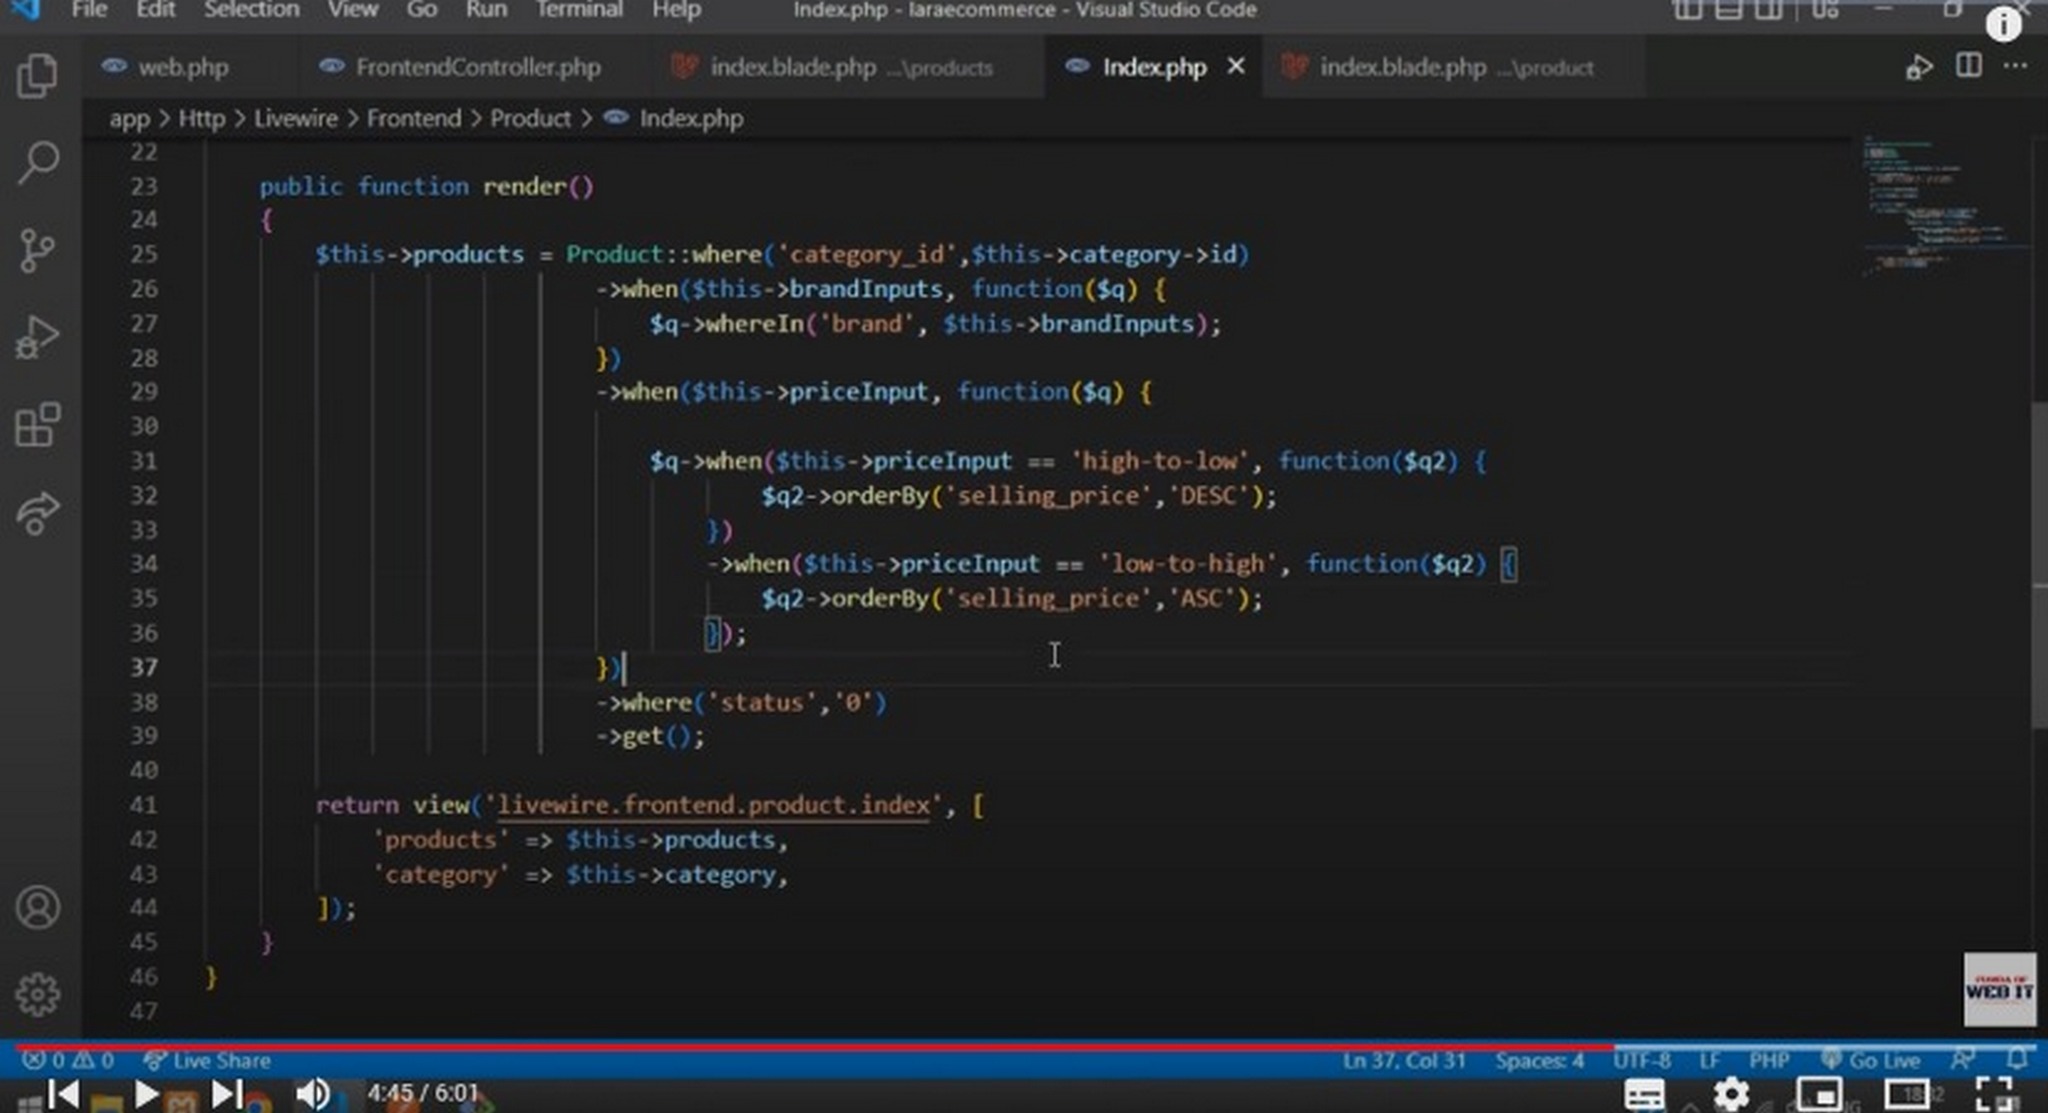 File Edit Selection View Go Run Terminal Help Index.php - laraecommerce - Visual Studio Code
web.php FrontendController.php index.blade.php ...\products Index.php index.blade.php ...\product
app > Http > Livewire > Frontend > Product > Index.php
22
23 public function render()
24 {
25 $this->products = Product::where('category_id',$this->category->id)
26 ->when($this->brandInputs, function($q) {
27 $q->whereIn('brand', $this->brandInputs);
28 })
29 ->when($this->priceInput, function($q) {
30
31 $q->when($this->priceInput == 'high-to-low', function($q2) {
32 $q2->orderBy('selling_price','DESC');
33 })
34 ->when($this->priceInput == 'low-to-high', function($q2) {
35 $q2->orderBy('selling_price','ASC');
36 });
37 })
38 ->where('status','0')
39 ->get();
40
41 return view('livewire.frontend.product.index', [
42 'products' => $this->products,
43 'category' => $this->category,
44 ]);
45 }
46 }
47
WEB IT
0 0 Live Share Ln 37, Col 31 Spaces: 4 UTF-8 LF PHP Go Live
4:45 / 6:01